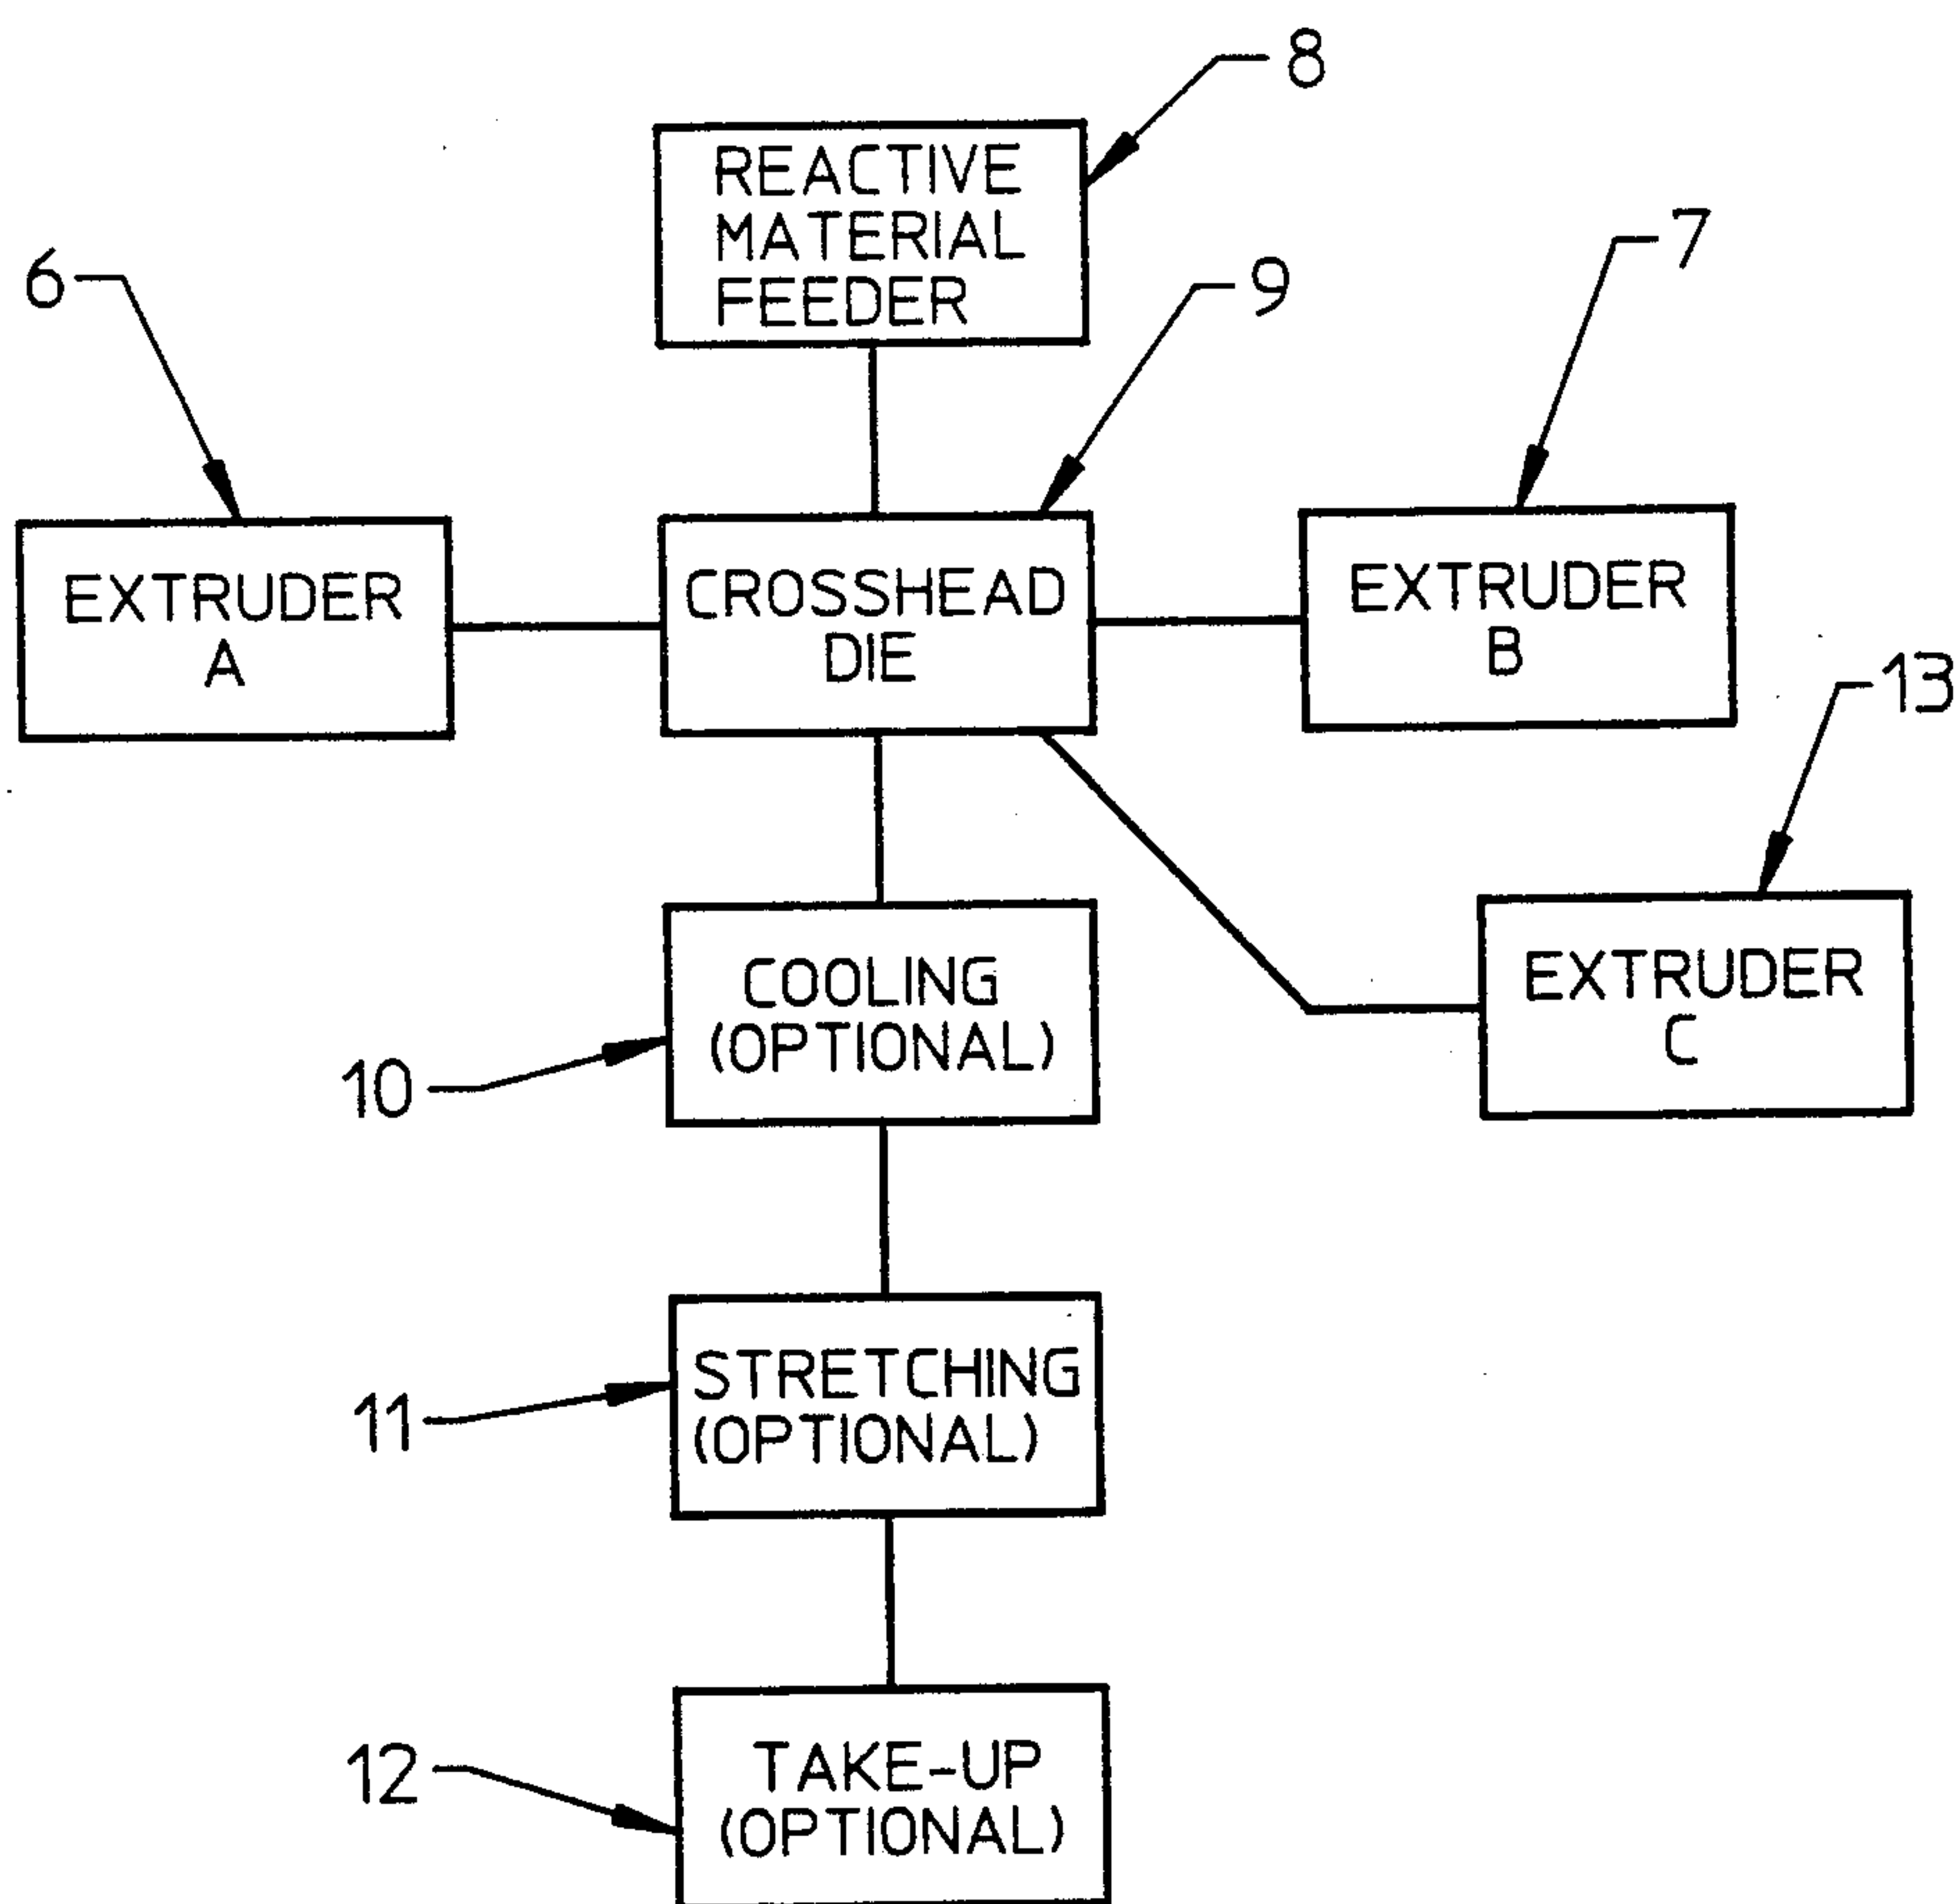 8
REACTIVE
MATERIAL
FEEDER
6
7
9
EXTRUDER
A
CROSSHEAD
DIE
EXTRUDER
B
13
COOLING
(OPTIONAL)
10
EXTRUDER
C
STRETCHING
(OPTIONAL)
11
TAKE-UP
(OPTIONAL)
12